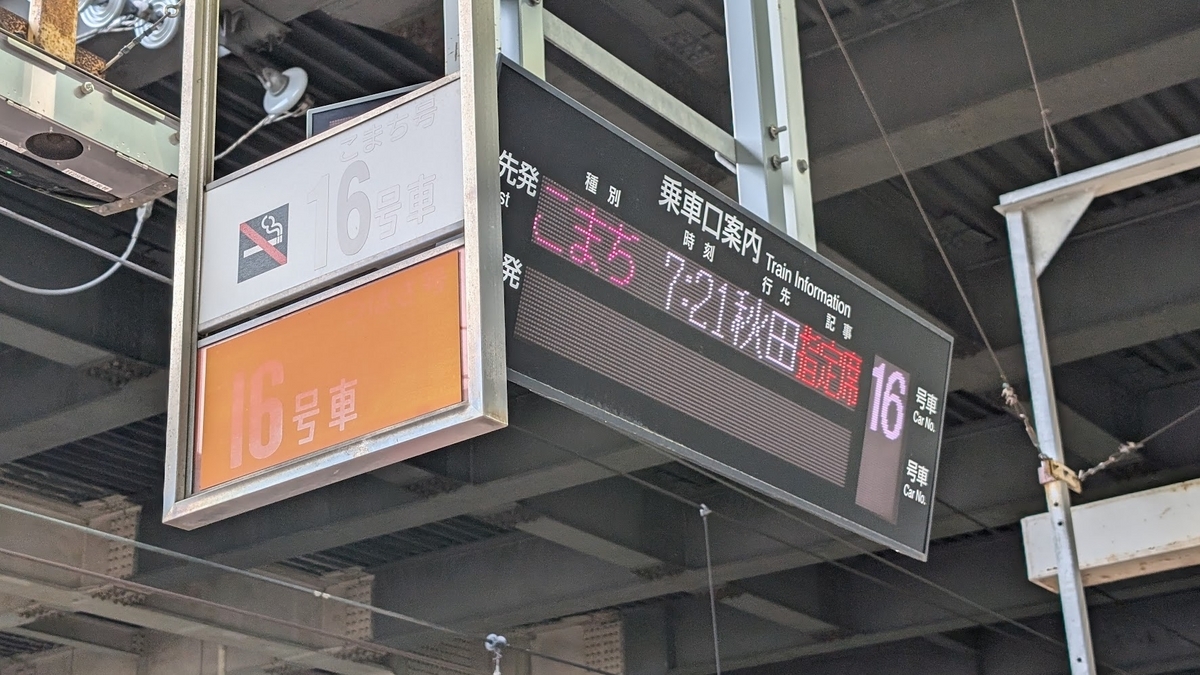 こまち号
16号車
16号車
乗車口案内 Train Information
種別 時刻 行先 記事
先発
st
こまち 7:21 秋田 指定席 16 号車
Car No.
発
号車
Car No.